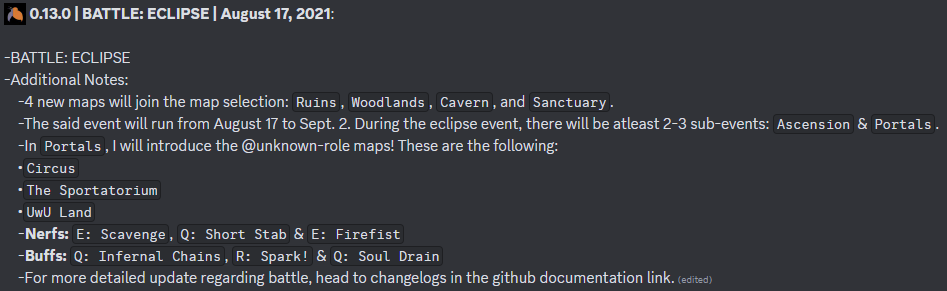 0.13.0 | BATTLE: ECLIPSE | August 17, 2021:
-BATTLE: ECLIPSE
-Additional Notes:
-4 new maps will join the map selection: Ruins, Woodlands, Cavern, and Sanctuary.
-The said event will run from August 17 to Sept. 2. During the eclipse event, there will be atleast 2-3 sub-events: Ascension & Portals.
-In Portals, I will introduce the @unknown-role maps! These are the following:
• Circus
• The Sportatorium
• UwU Land
-Nerfs: E: Scavenge, Q: Short Stab & E: Firefist
-Buffs: Q: Infernal Chains, R: Spark! & Q: Soul Drain
-For more detailed update regarding battle, head to changelogs in the github documentation link. (edited)